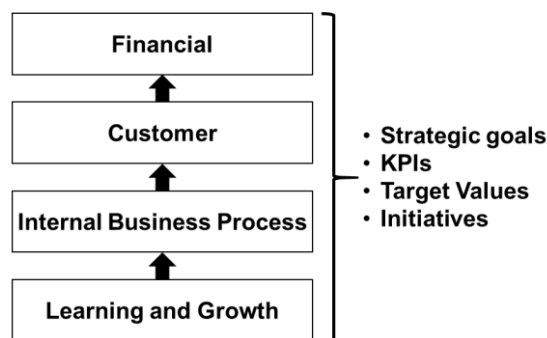 Financial
Customer
Internal Business Process
Learning and Growth
• Strategic goals
• KPIs
• Target Values
• Initiatives